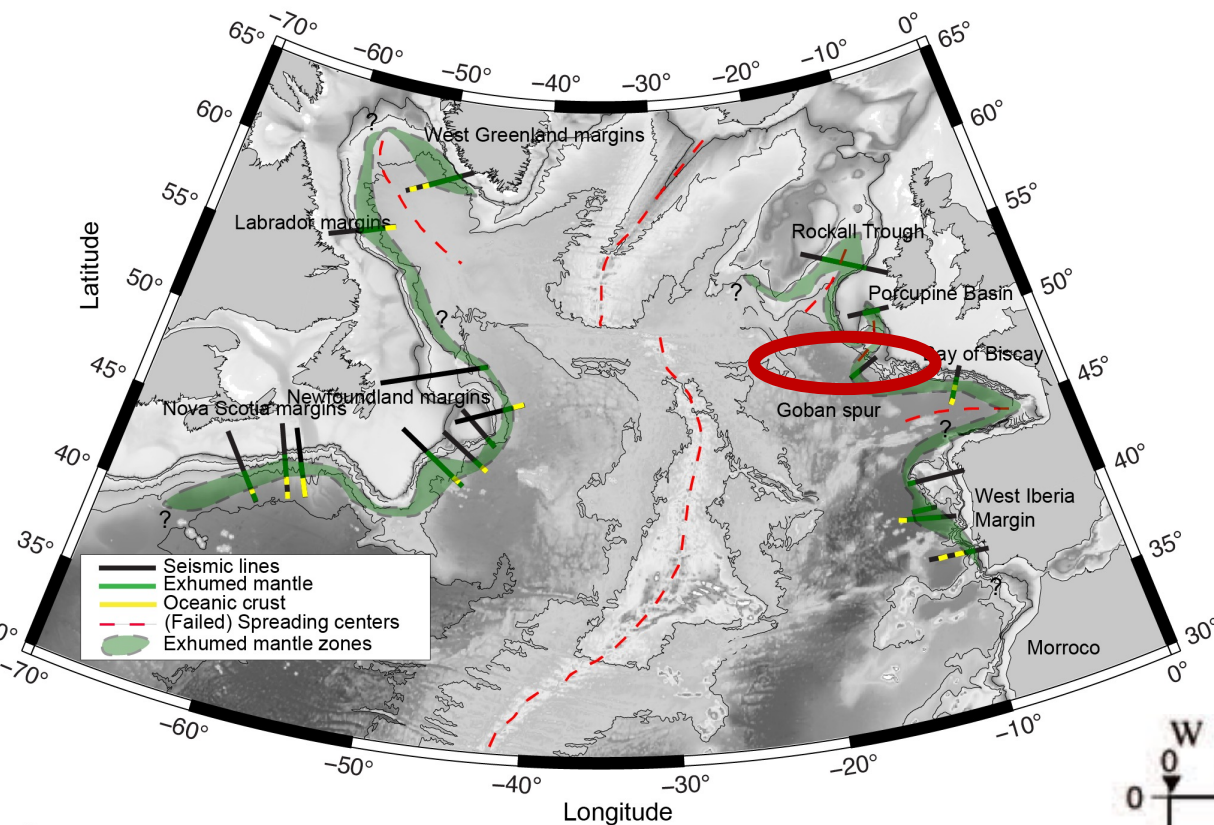 −70°
−60°
−50°
−40°
−30°
−20°
−10°
0°
65°
65°
60°
60°
55°
55°
50°
50°
45°
45°
40°
40°
35°
35°
0°
30°
−70°
−60°
−50°
−40°
−30°
−20°
−10°
0°
Latitude
Longitude
?
West Greenland margins
Labrador margins
Rockall Trough
?
Porcupine Basin
?
ay of Biscay
Newfoundland margins
Nova Scotia margins
Goban spur
?
West Iberia
Margin
?
?
Morroco
Seismic lines
Exhumed mantle
Oceanic crust
(Failed) Spreading centers
Exhumed mantle zones
W
0
0